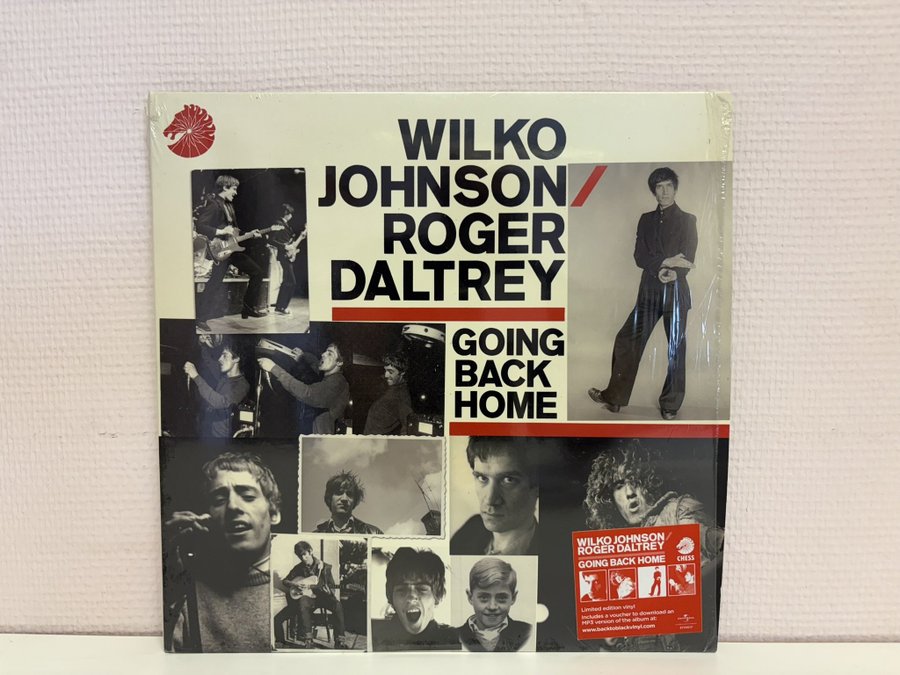 WILKO
JOHNSON/
ROGER
DALTREY
GOING
BACK
HOME
WILKO JOHNSON/
ROGER DALTREY
CHESS
GOING BACK HOME
Limited edition vinyl
Includes a voucher to download an
MP3 version of the album at:
www.backtoblackvinyl.com